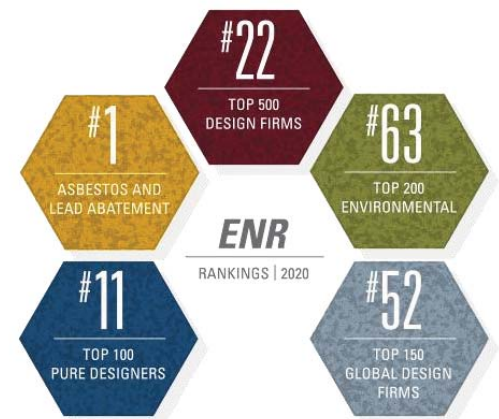 #22
TOP 500
DESIGN FIRMS
#1
ASBESTOS AND
LEAD ABATEMENT
#63
TOP 200
ENVIRONMENTAL
ENR
RANKINGS | 2020
#11
TOP 100
PURE DESIGNERS
#52
TOP 150
GLOBAL DESIGN
FIRMS